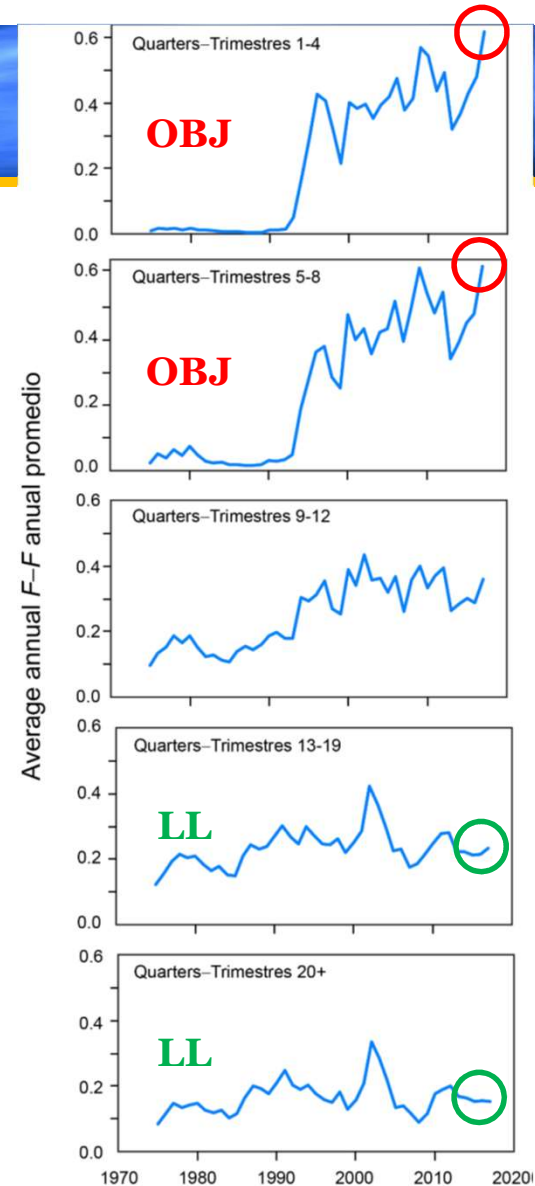 Average annual F–F anual promedio
Quarters–Trimestres 1-4
OBJ
0.6
0.4
0.2
0.0
Quarters–Trimestres 5-8
OBJ
0.6
0.4
0.2
0.0
Quarters–Trimestres 9-12
0.6
0.4
0.2
0.0
Quarters–Trimestres 13-19
LL
0.6
0.4
0.2
0.0
Quarters–Trimestres 20+
LL
0.6
0.4
0.2
0.0
1970 1980 1990 2000 2010 2020